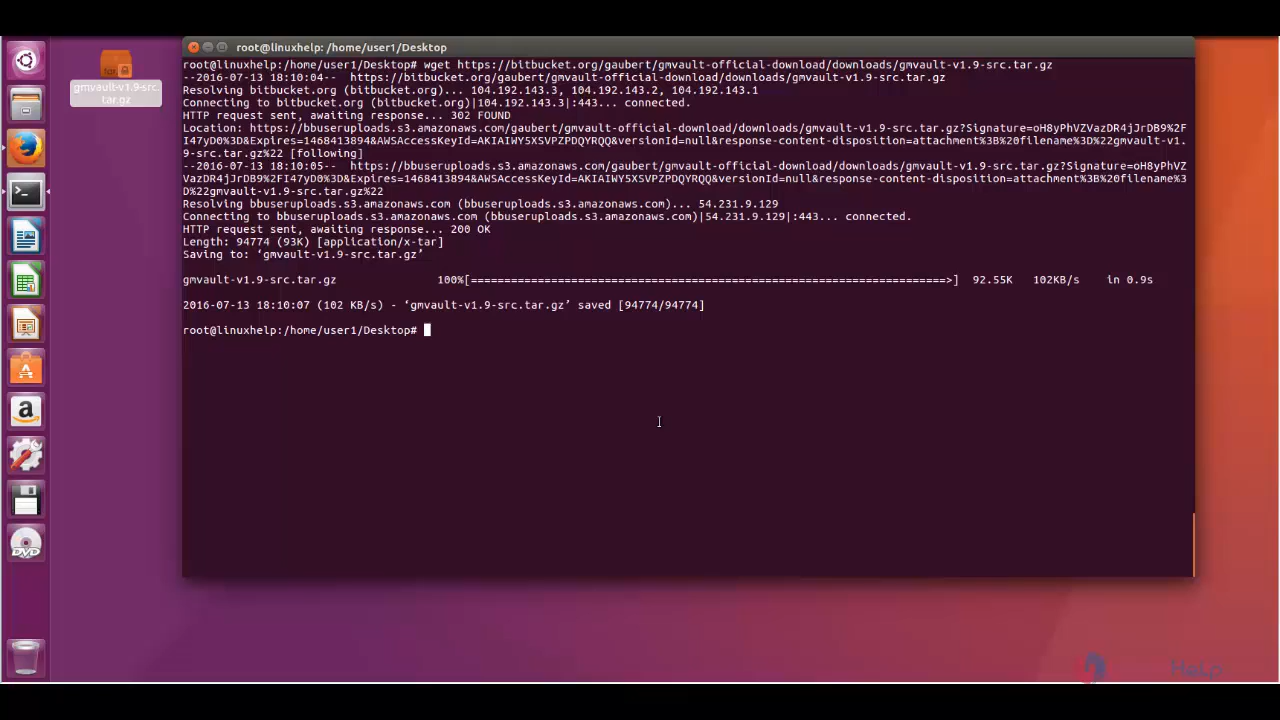 root@linuxhelp: /home/user1/Desktop
root@linuxhelp:/home/user1/Desktop# wget https://bitbucket.org/gaubert/gmvault-official-download/downloads/gmvault-v1.9-src.tar.gz
--2016-07-13 18:10:04-- https://bitbucket.org/gaubert/gmvault-official-download/downloads/gmvault-v1.9-src.tar.gz
Resolving bitbucket.org (bitbucket.org)... 104.192.143.3, 104.192.143.2, 104.192.143.1
Connecting to bitbucket.org (bitbucket.org)|104.192.143.3|:443... connected.
HTTP request sent, awaiting response... 302 FOUND
Location: https://bbuseruploads.s3.amazonaws.com/gaubert/gmvault-official-download/downloads/gmvault-v1.9-src.tar.gz?Signature=oH8yPhVZVazDR4jJrDB9%2F
I47yD0%3D&Expires=1468413894&AWSAccessKeyId=AKIAIWY5XSVPZPDQYRQQ&versionId=null&response-content-disposition=attachment%3B%20filename%3D%22gmvault-v1.
9-src.tar.gz%22 [following]
--2016-07-13 18:10:05-- https://bbuseruploads.s3.amazonaws.com/gaubert/gmvault-official-download/downloads/gmvault-v1.9-src.tar.gz?Signature=oH8yPhVZ
VazDR4jJrDB9%2FI47yD0%3D&Expires=1468413894&AWSAccessKeyId=AKIAIWY5XSVPZPDQYRQQ&versionId=null&response-content-disposition=attachment%3B%20filename%3
D%22gmvault-v1.9-src.tar.gz%22
Resolving bbuseruploads.s3.amazonaws.com (bbuseruploads.s3.amazonaws.com)... 54.231.9.129
Connecting to bbuseruploads.s3.amazonaws.com (bbuseruploads.s3.amazonaws.com)|54.231.9.129|:443... connected.
HTTP request sent, awaiting response... 200 OK
Length: 94774 (93K) [application/x-tar]
Saving to: ‘gmvault-v1.9-src.tar.gz’
gmvault-v1.9-src.tar.gz 100%[=======================================================================>] 92.55K 102KB/s in 0.9s
2016-07-13 18:10:07 (102 KB/s) - ‘gmvault-v1.9-src.tar.gz’ saved [94774/94774]
root@linuxhelp:/home/user1/Desktop#
gmvault-v1.9-src.
tar.gz
tar
DVD
HeLp